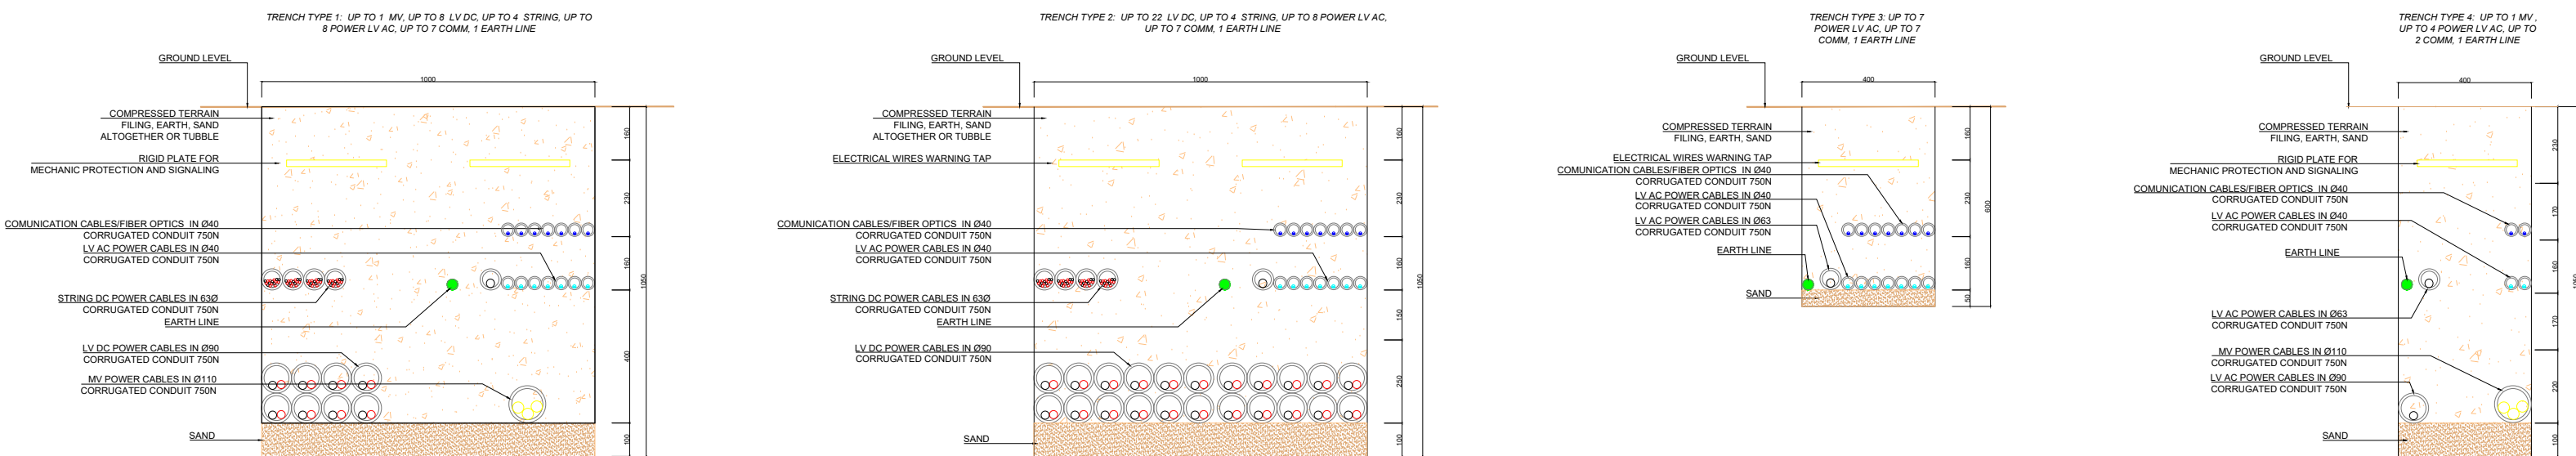 TRENCH TYPE 1: UP TO 1 MV, UP TO 8 LV DC, UP TO 4 STRING, UP TO
8 POWER LV AC, UP TO 7 COMM, 1 EARTH LINE
GROUND LEVEL
1000
COMPRESSED TERRAIN
FILING, EARTH, SAND
ALTOGETHER OR TUBBLE
RIGID PLATE FOR
MECHANIC PROTECTION AND SIGNALING
COMUNICATION CABLES/FIBER OPTICS IN Ø40
CORRUGATED CONDUIT 750N
LV AC POWER CABLES IN Ø40
CORRUGATED CONDUIT 750N
STRING DC POWER CABLES IN 63Ø
CORRUGATED CONDUIT 750N
EARTH LINE
LV DC POWER CABLES IN Ø90
CORRUGATED CONDUIT 750N
MV POWER CABLES IN Ø110
CORRUGATED CONDUIT 750N
SAND
160
230
160
400
100
1050
TRENCH TYPE 2: UP TO 22 LV DC, UP TO 4 STRING, UP TO 8 POWER LV AC,
UP TO 7 COMM, 1 EARTH LINE
GROUND LEVEL
1000
COMPRESSED TERRAIN
FILING, EARTH, SAND
ALTOGETHER OR TUBBLE
ELECTRICAL WIRES WARNING TAP
COMUNICATION CABLES/FIBER OPTICS IN Ø40
CORRUGATED CONDUIT 750N
LV AC POWER CABLES IN Ø40
CORRUGATED CONDUIT 750N
STRING DC POWER CABLES IN 63Ø
CORRUGATED CONDUIT 750N
EARTH LINE
LV DC POWER CABLES IN Ø90
CORRUGATED CONDUIT 750N
SAND
160
230
160
150
250
100
1050
TRENCH TYPE 3: UP TO 7
POWER LV AC, UP TO 7
COMM, 1 EARTH LINE
GROUND LEVEL
400
COMPRESSED TERRAIN
FILING, EARTH, SAND
ELECTRICAL WIRES WARNING TAP
COMUNICATION CABLES/FIBER OPTICS IN Ø40
CORRUGATED CONDUIT 750N
LV AC POWER CABLES IN Ø40
CORRUGATED CONDUIT 750N
LV AC POWER CABLES IN Ø63
CORRUGATED CONDUIT 750N
EARTH LINE
SAND
160
230
160
50
600
TRENCH TYPE 4: UP TO 1 MV ,
UP TO 4 POWER LV AC, UP TO
2 COMM, 1 EARTH LINE
GROUND LEVEL
400
COMPRESSED TERRAIN
FILING, EARTH, SAND
RIGID PLATE FOR
MECHANIC PROTECTION AND SIGNALING
COMUNICATION CABLES/FIBER OPTICS IN Ø40
CORRUGATED CONDUIT 750N
LV AC POWER CABLES IN Ø40
CORRUGATED CONDUIT 750N
EARTH LINE
LV AC POWER CABLES IN Ø63
CORRUGATED CONDUIT 750N
MV POWER CABLES IN Ø110
CORRUGATED CONDUIT 750N
LV AC POWER CABLES IN Ø90
CORRUGATED CONDUIT 750N
SAND
230
170
160
170
220
100
1050